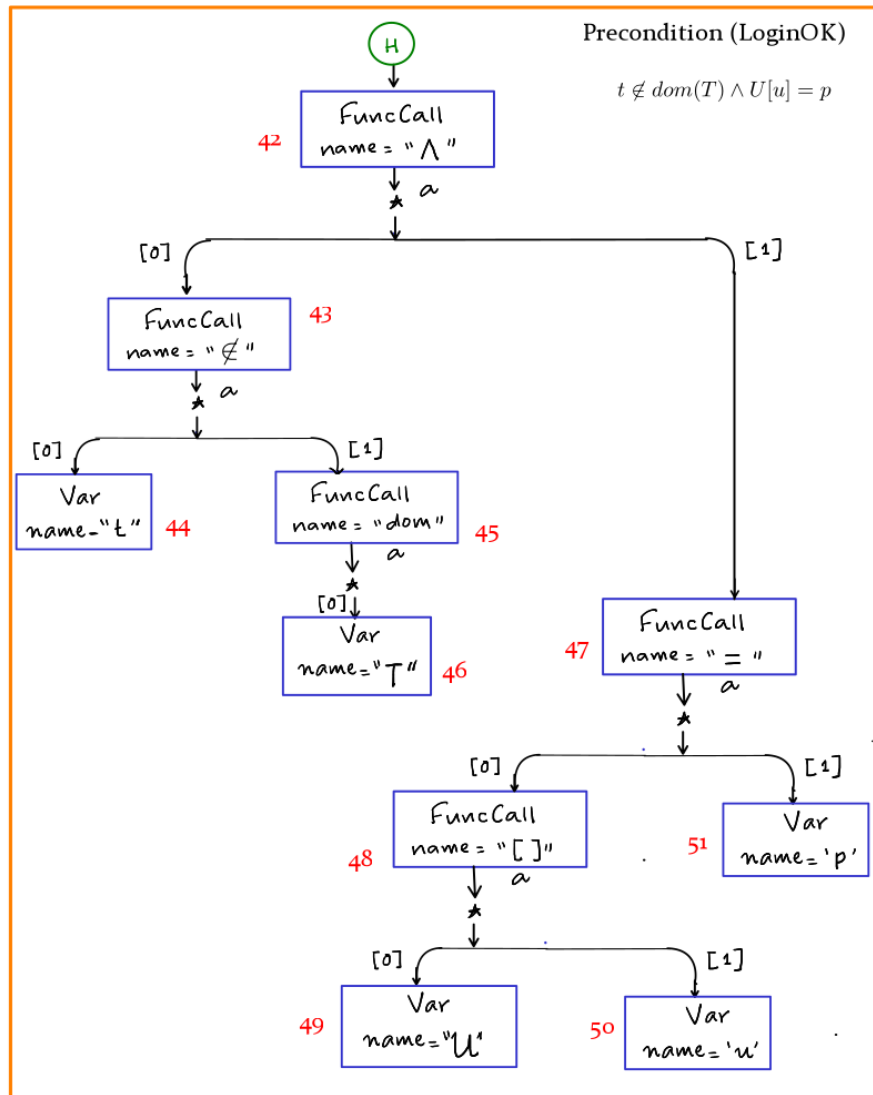 Precondition (LoginOK)
H
t ∉ dom(T) ∧ U[u] = p
FuncCall
42
name = "Λ"
a
*
[0]
[1]
FuncCall
43
name = "∉"
a
*
[0]
[1]
Var
name="t"
44
FuncCall
name = "dom"
45
a
*
[0]
Var
name="T"
46
FuncCall
47
name = "="
a
*
[0]
[1]
FuncCall
48
name = "[ ]"
a
Var
51
name='p'
*
[0]
[1]
Var
49
name="U"
Var
50
name='u'